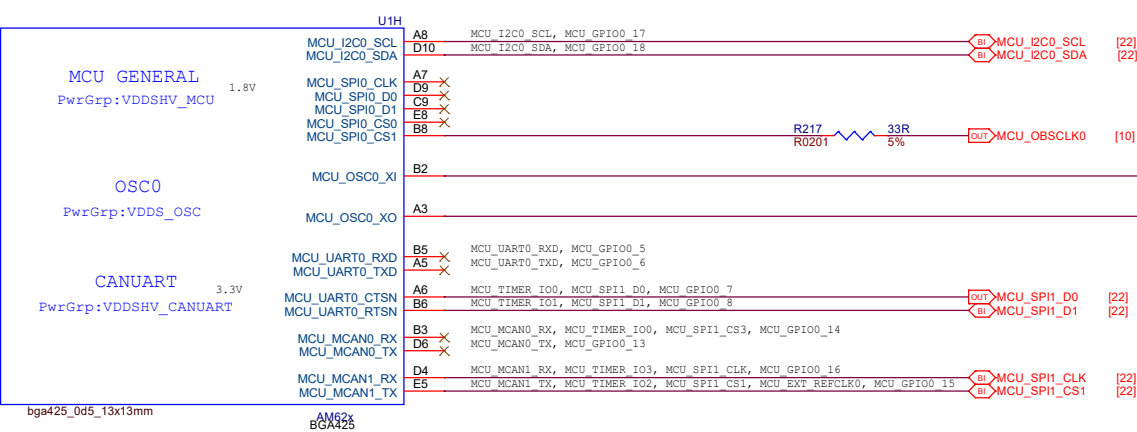 U1H
MCU_I2C0_SCL A8 MCU_I2C0_SCL, MCU_GPIO0_17 BI MCU_I2C0_SCL [22]
MCU_I2C0_SDA D10 MCU_I2C0_SDA, MCU_GPIO0_18 BI MCU_I2C0_SDA [22]
MCU GENERAL 1.8V
PwrGrp:VDDSHV_MCU
MCU_SPI0_CLK A7
MCU_SPI0_D0 D9
MCU_SPI0_D1 C9
MCU_SPI0_CS0 E8
MCU_SPI0_CS1 B8 R217 33R OUT MCU_OBSCLK0 [10]
R0201 5%
MCU_OSC0_XI B2
OSC0
PwrGrp:VDDS_OSC
MCU_OSC0_XO A3
MCU_UART0_RXD B5 MCU_UART0_RXD, MCU_GPIO0_5
MCU_UART0_TXD A5 MCU_UART0_TXD, MCU_GPIO0_6
CANUART 3.3V
PwrGrp:VDDSHV_CANUART
MCU_UART0_CTSN A6 MCU_TIMER_IO0, MCU_SPI1_D0, MCU_GPIO0_7 OUT MCU_SPI1_D0 [22]
MCU_UART0_RTSN B6 MCU_TIMER_IO1, MCU_SPI1_D1, MCU_GPIO0_8 BI MCU_SPI1_D1 [22]
MCU_MCAN0_RX B3 MCU_MCAN0_RX, MCU_TIMER_IO0, MCU_SPI1_CS3, MCU_GPIO0_14
MCU_MCAN0_TX D6 MCU_MCAN0_TX, MCU_GPIO0_13
MCU_MCAN1_RX D4 MCU_MCAN1_RX, MCU_TIMER_IO3, MCU_SPI1_CLK, MCU_GPIO0_16 BI MCU_SPI1_CLK [22]
MCU_MCAN1_TX E5 MCU_MCAN1_TX, MCU_TIMER_IO2, MCU_SPI1_CS1, MCU_EXT_REFCLK0, MCU_GPIO0_15 BI MCU_SPI1_CS1 [22]
bga425_0d5_13x13mm
AM62x
BGA425